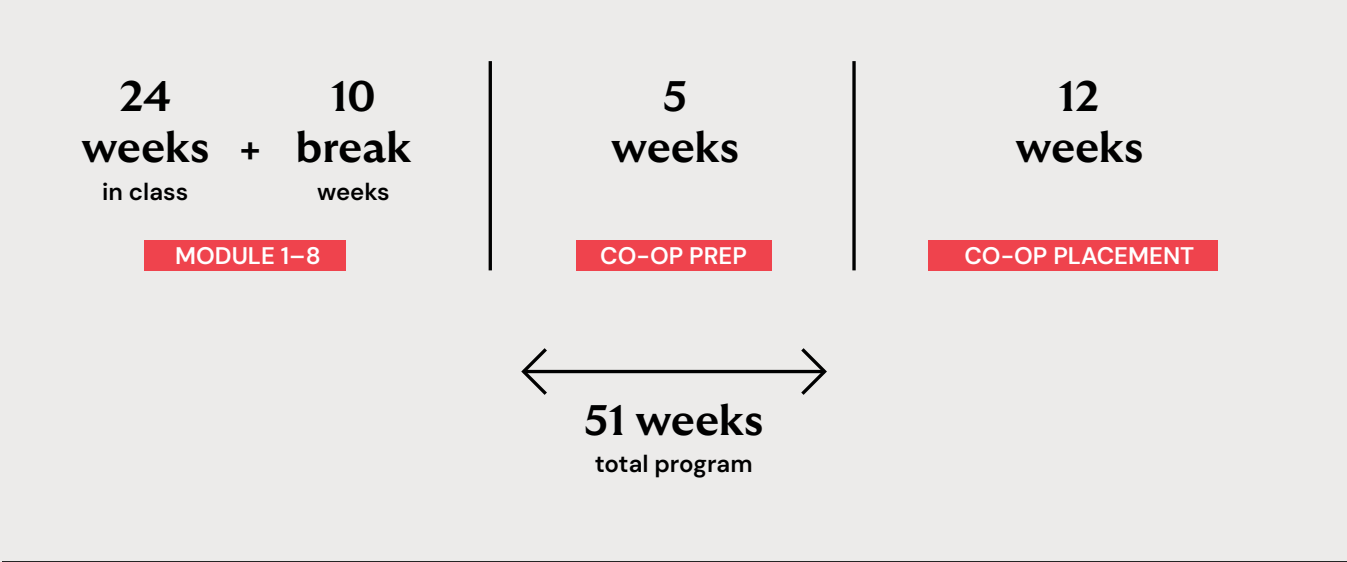 24
weeks
in class
+
10
break
weeks
MODULE 1–8
5
weeks
CO-OP PREP
12
weeks
CO-OP PLACEMENT
51 weeks
total program